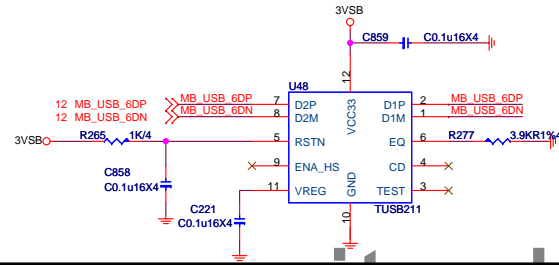 3VSB
C859
C0.1u16X4
U48
12
12 MB_USB_6DP
MB_USB_6DP
7
D2P
D1P
2
MB_USB_6DP
12 MB_USB_6DN
MB_USB_6DN
8
D2M
D1M
1
MB_USB_6DN
VCC33
3VSB
R265
1K/4
5
RSTN
EQ
6
R277
3.9KR1%4
9
ENA_HS
CD
4
C858
C0.1u16X4
11
VREG
GND
TEST
3
C221
C0.1u16X4
10
TUSB211